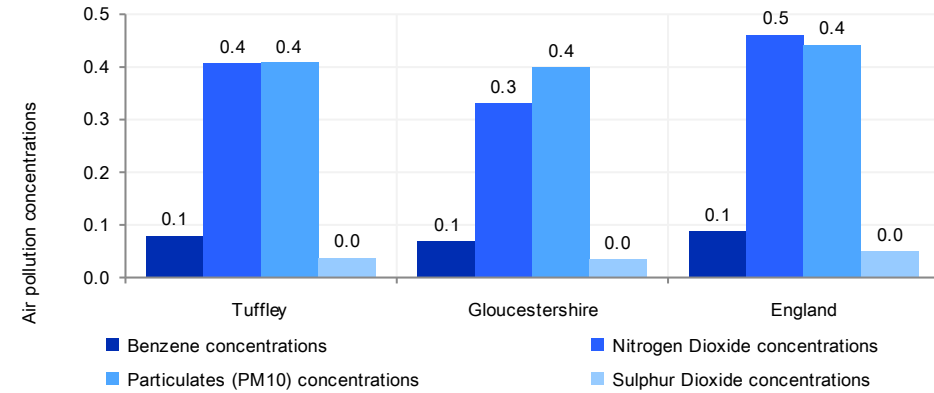 Air pollution concentrations
0.5
0.4
0.3
0.2
0.1
0.0
0.1
0.4
0.4
0.0
0.1
0.3
0.4
0.0
0.1
0.5
0.4
0.0
Tuffley
Gloucestershire
England
Benzene concentrations
Nitrogen Dioxide concentrations
Particulates (PM10) concentrations
Sulphur Dioxide concentrations